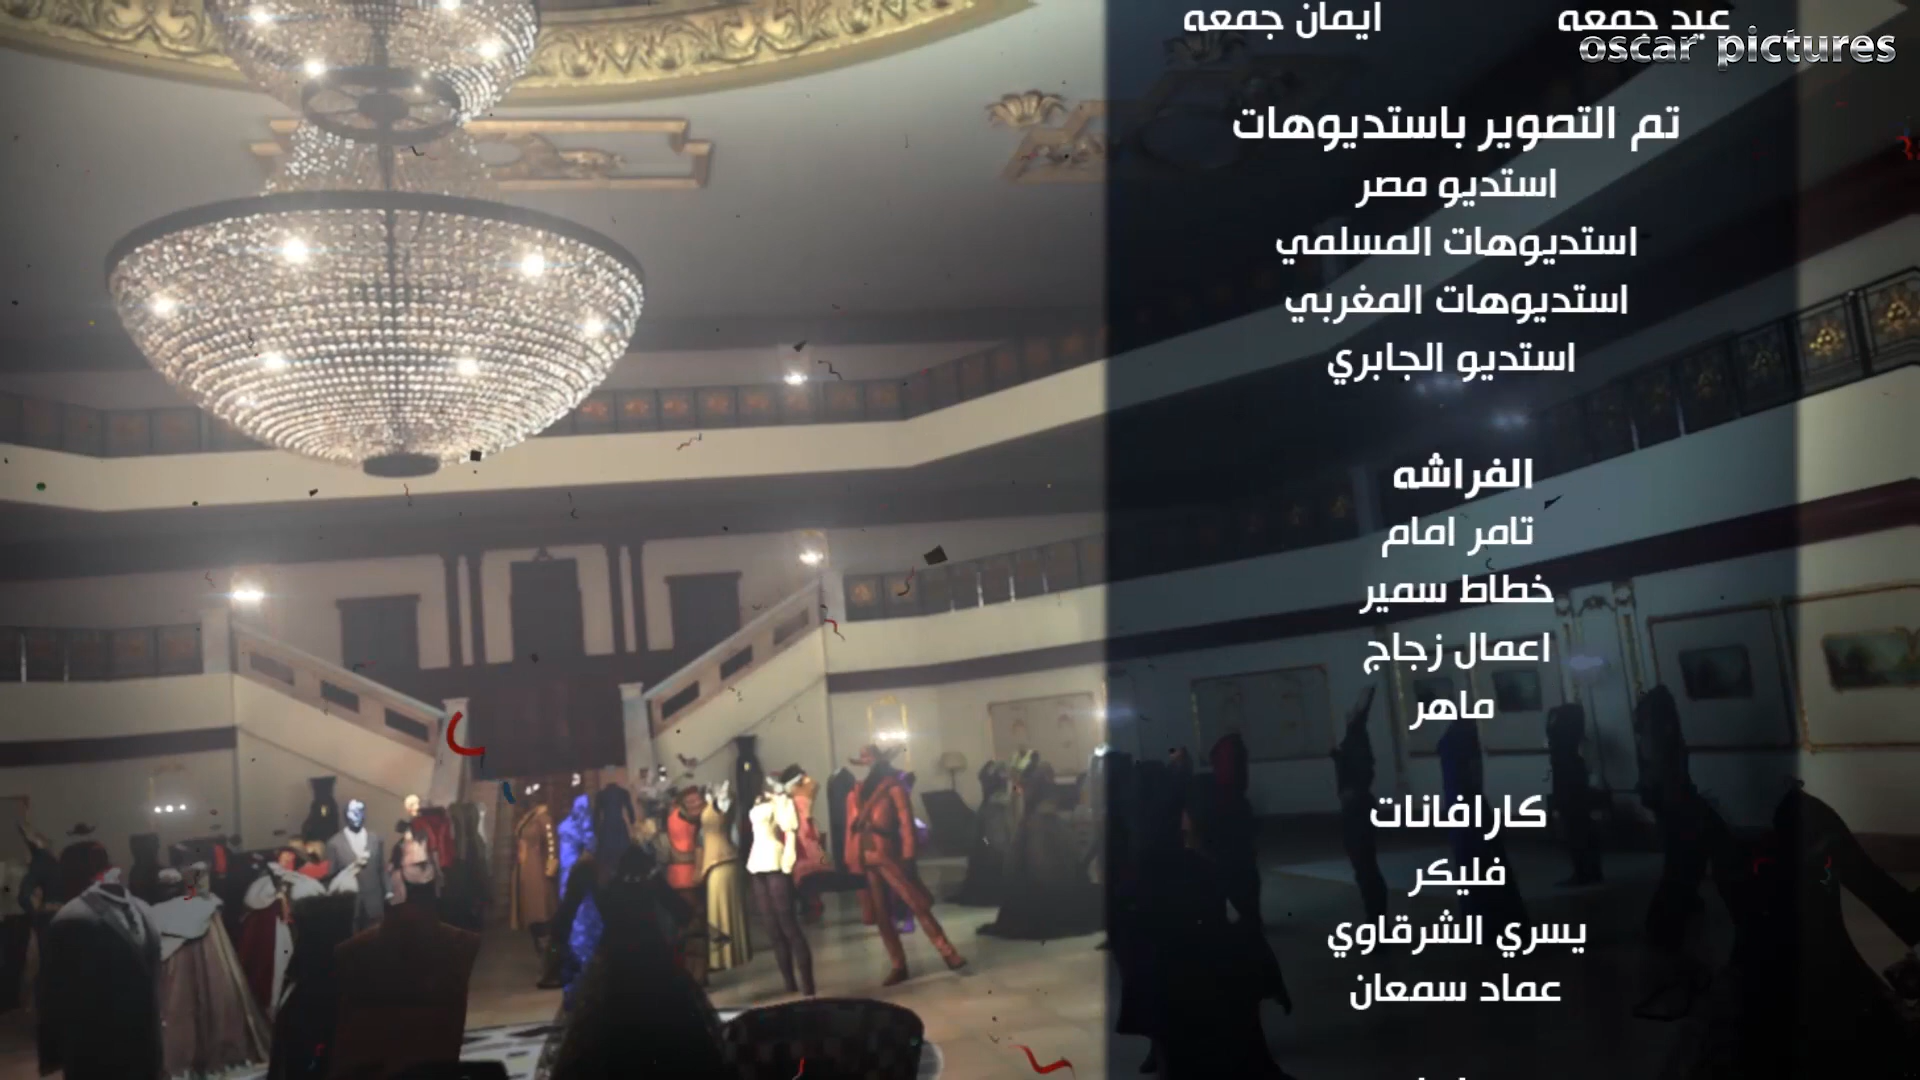 عيد جمعه ايمان جمعه
oscar pictures
تم التصوير باستديوهات
استديو مصر
استديوهات المسلمي
استديوهات المغربي
استديو الجابري
الفراشه
تامر امام
خطاط سمير
اعمال زجاج
ماهر
كارافانات
فليكر
يسري الشرقاوي
عماد سمعان